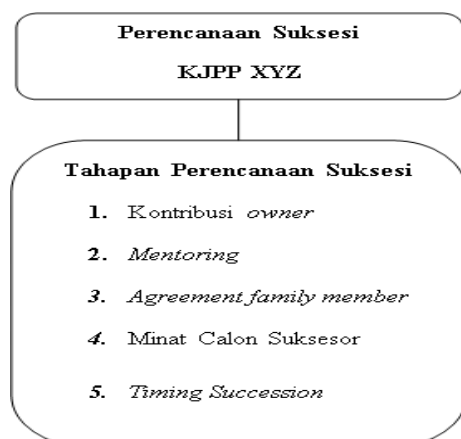 Perencanaan Suksesi
KJPP XYZ
Tahapan Perencanaan Suksesi
1. Kontribusi owner
2. Mentoring
3. Agreement family member
4. Minat Calon Suksesor
5. Timing Succession